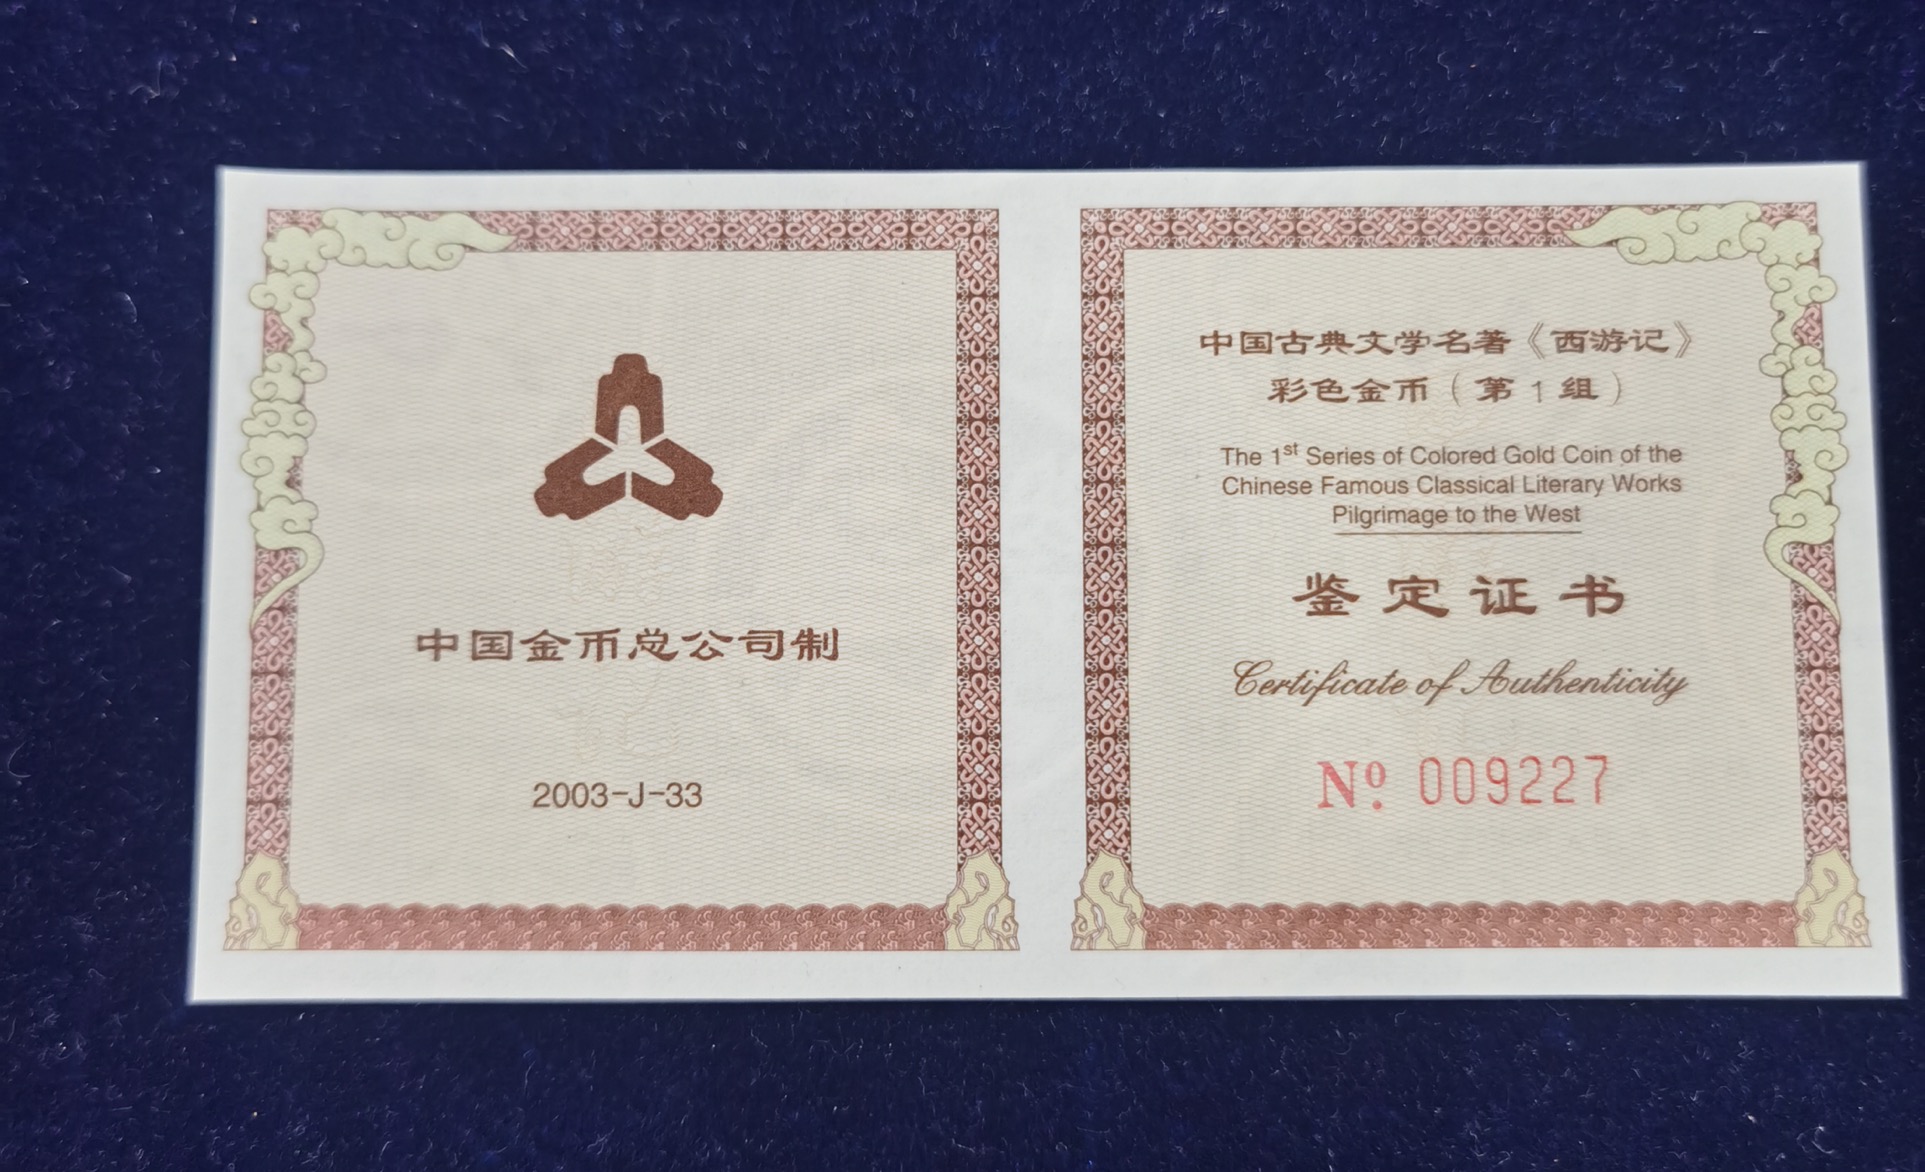 中国金币总公司制
2003-J-33
中国古典文学名著《西游记》
彩色金币（第1组）
The 1st Series of Colored Gold Coin of the
Chinese Famous Classical Literary Works
Pilgrimage to the West
鉴定证书
Certificate of Authenticity
Nº 009227